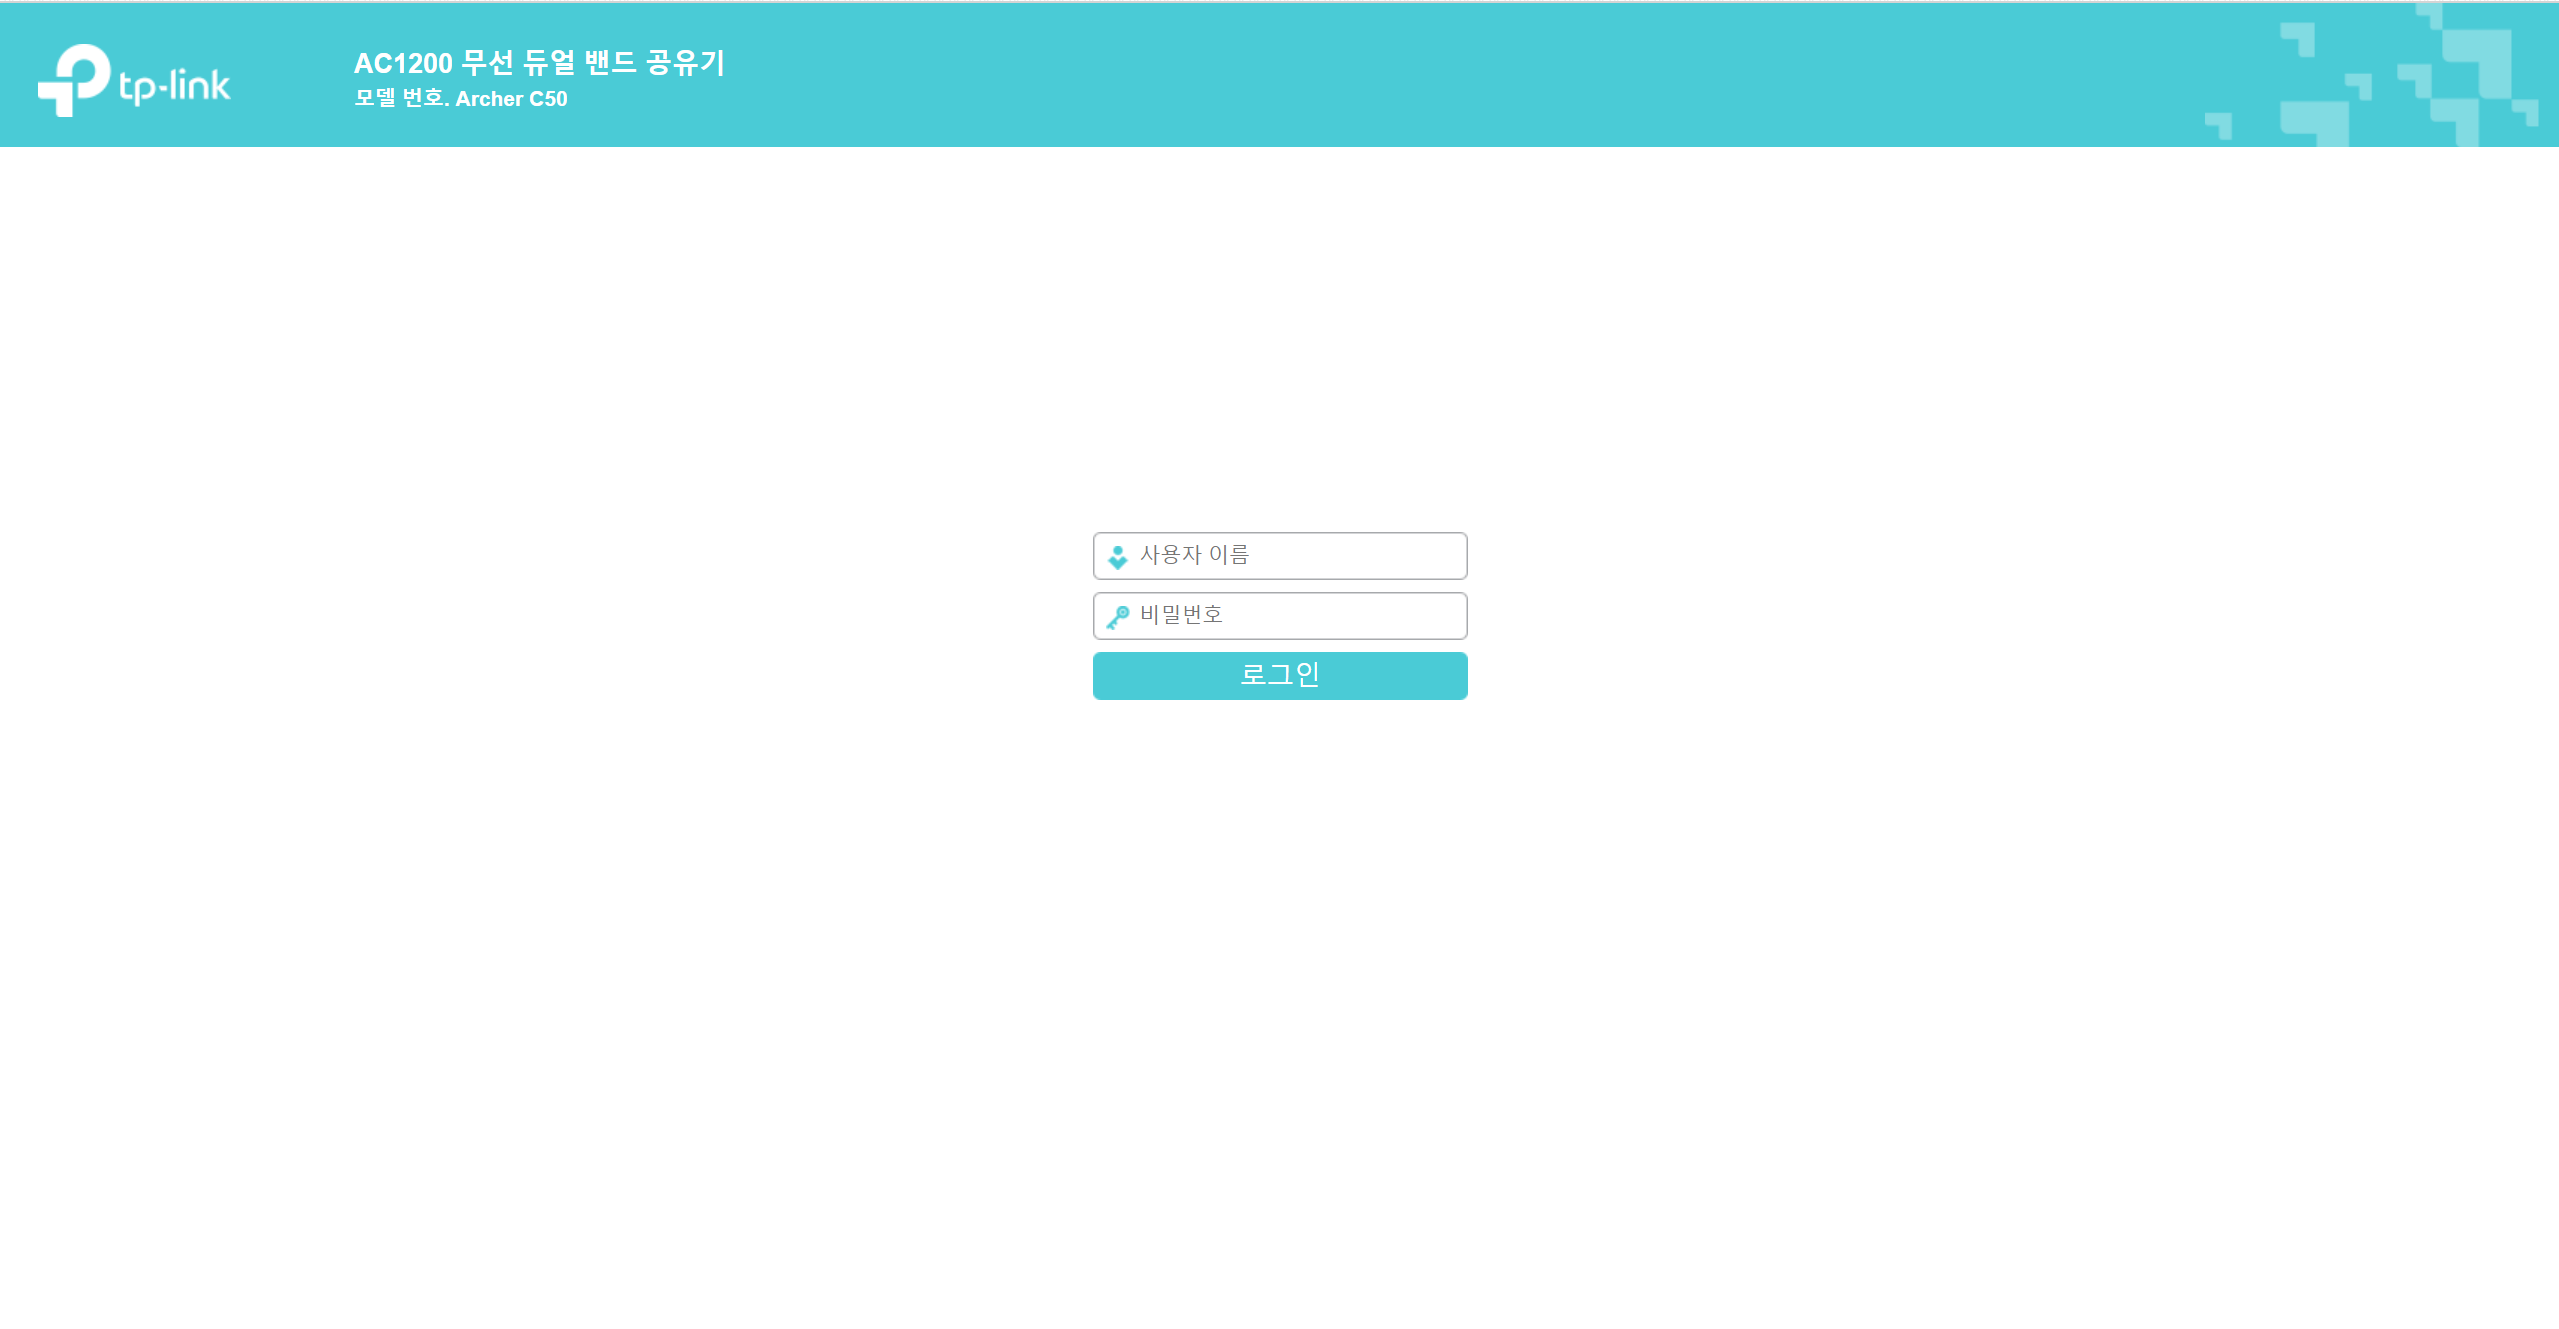 tp-link
AC1200 무선 듀얼 밴드 공유기
모델 번호. Archer C50
사용자 이름
비밀번호
로그인